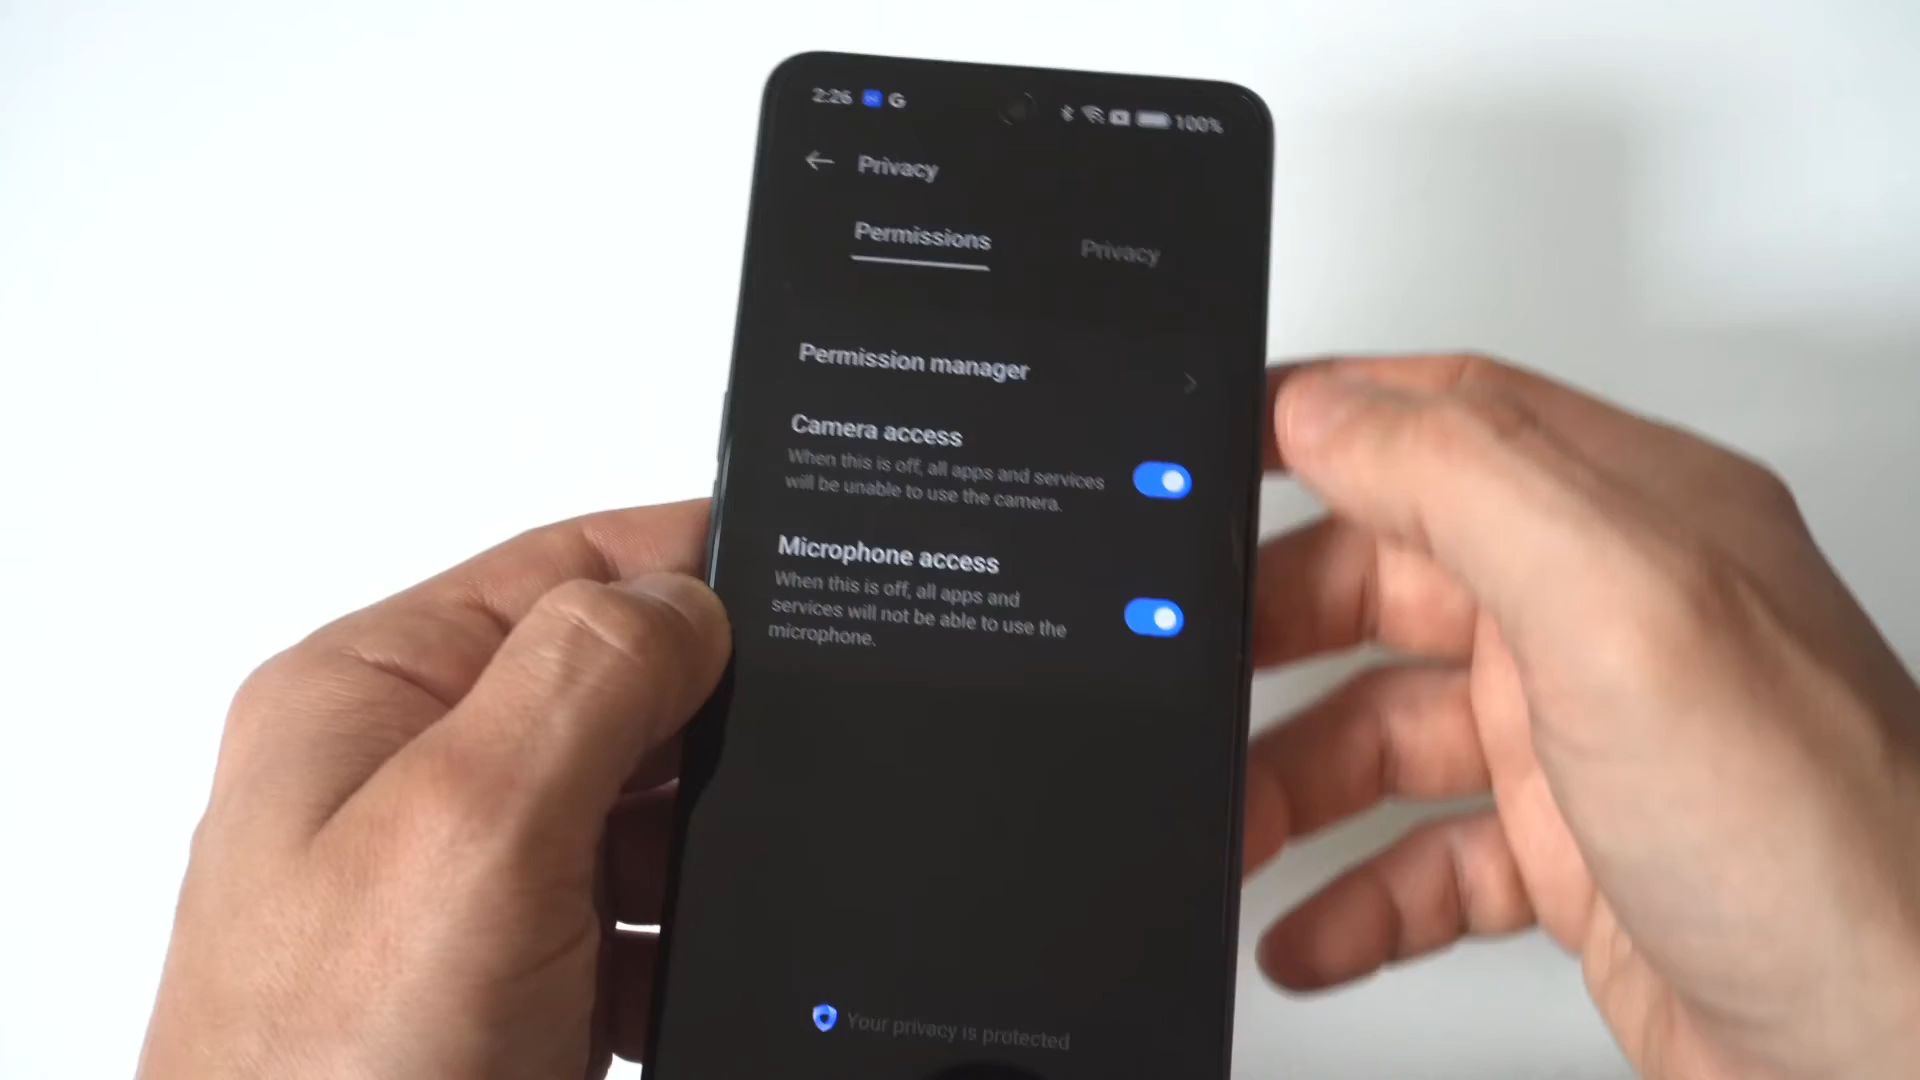 2:26 G 100%
Privacy
Permissions Privacy
Permission manager
Camera access
When this is off, all apps and services
will be unable to use the camera.
Microphone access
When this is off, all apps and
services will not be able to use the
microphone.
Your privacy is protected